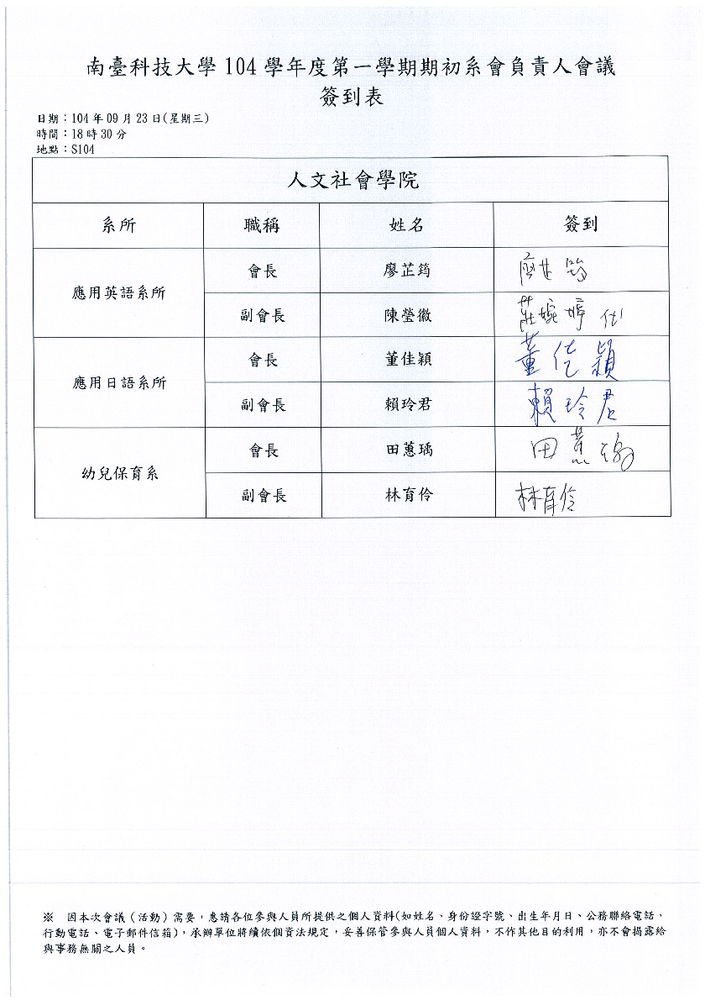 南臺科技大學 104 學年度第一學期期初系會負責人會議
簽到表
日期：104 年 09 月 23 日(星期三)
時間：18 時 30 分
地點：S104
人文社會學院
系所 職稱 姓名 簽到
應用英語系所 會長 廖芷筠 廖芷筠
副會長 陳瑩徽 莊婉婷 代
應用日語系所 會長 董佳穎 董佳穎
副會長 賴玲君 賴玲君
幼兒保育系 會長 田蕙瑀 田蕙瑀
副會長 林育伶 林育伶
※ 因本次會議（活動）需要，惠請各位參與人員所提供之個人資料(如姓名、身份證字號、出生年月日、公務聯絡電話、
行動電話、電子郵件信箱)，承辦單位將續依個資法規定，妥善保管參與人員個人資料，不作其他目的利用，亦不會揭露給
與事務無關之人員。